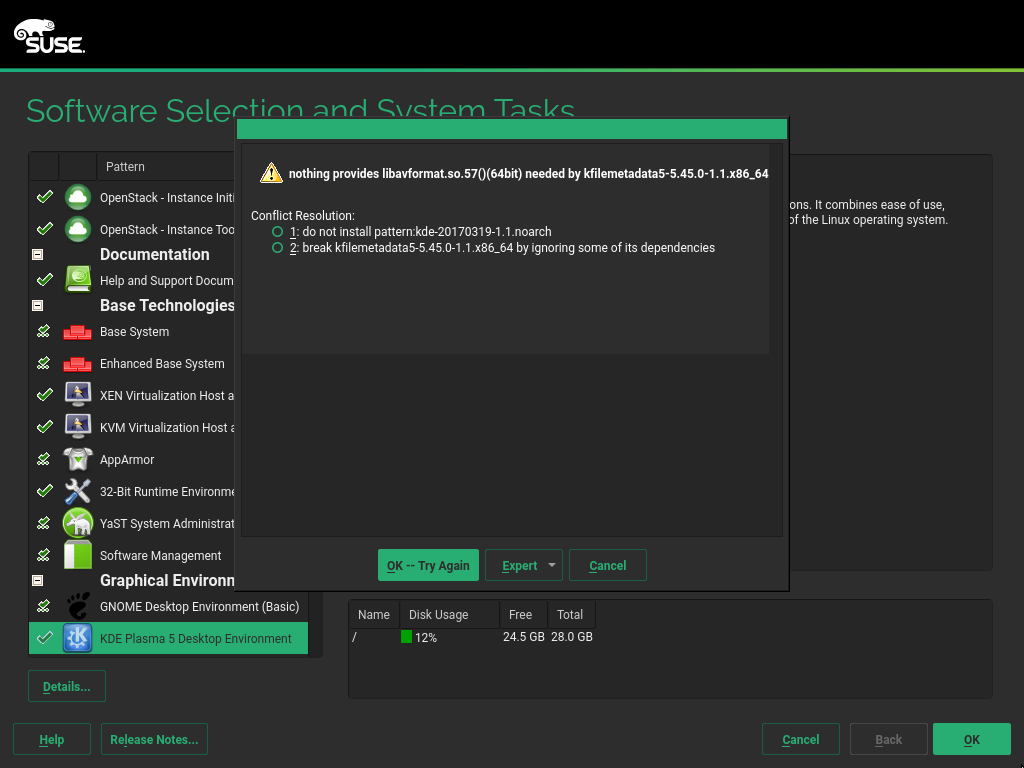 SUSE.
Software Selection and System Tasks
Pattern
OpenStack - Instance Initi
OpenStack - Instance Too
Documentation
Help and Support Docum
Base Technologies
Base System
Enhanced Base System
XEN Virtualization Host a
KVM Virtualization Host a
AppArmor
32-Bit Runtime Environme
YaST System Administrat
Software Management
Graphical Environn
GNOME Desktop Environment (Basic)
KDE Plasma 5 Desktop Environment
nothing provides libavformat.so.57()(64bit) needed by kfilemetadata5-5.45.0-1.1.x86_64
Conflict Resolution:
1: do not install pattern:kde-20170319-1.1.noarch
2: break kfilemetadata5-5.45.0-1.1.x86_64 by ignoring some of its dependencies
OK -- Try Again Expert Cancel
ons. It combines ease of use,
of the Linux operating system.
Name Disk Usage Free Total
/ 12% 24.5 GB 28.0 GB
Details...
Help Release Notes... Cancel Back OK